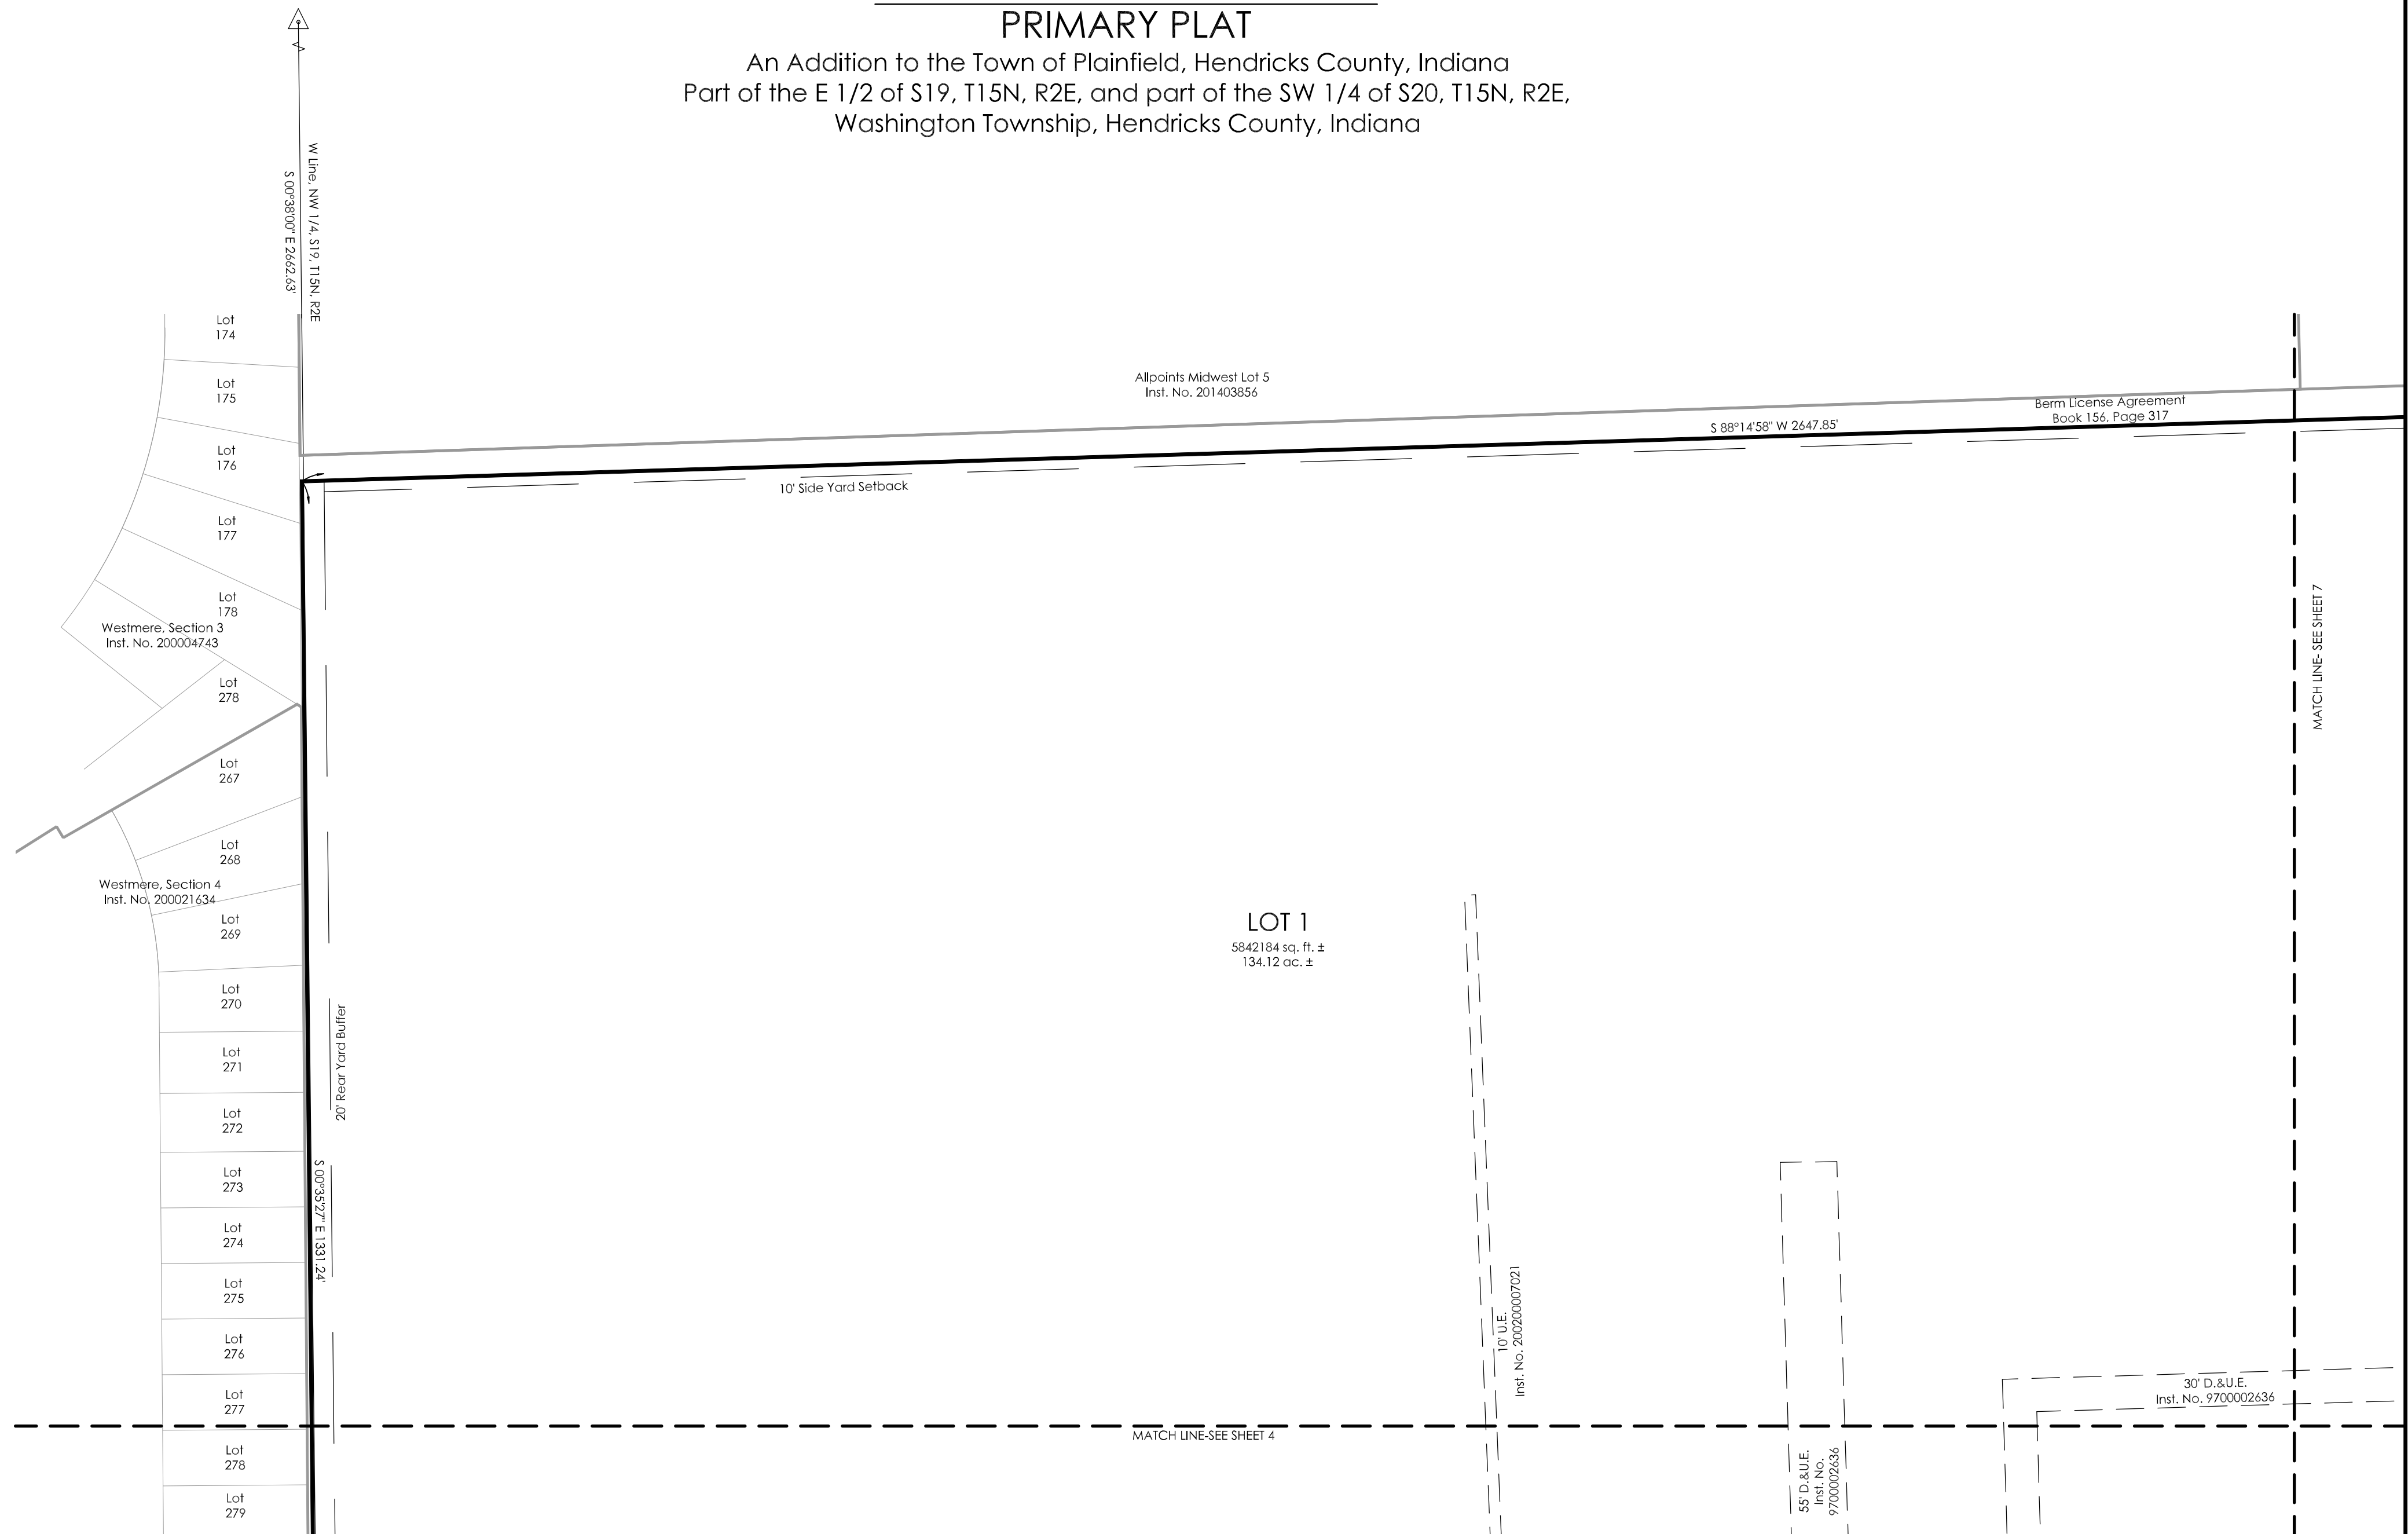 PRIMARY PLAT
An Addition to the Town of Plainfield, Hendricks County, Indiana
Part of the E 1/2 of S19, T15N, R2E, and part of the SW 1/4 of S20, T15N, R2E,
Washington Township, Hendricks County, Indiana
W Line, NW 1/4, S19, T15N, R2E
S 00°38'00" E 2662.63'
Lot
174
Lot
175
Lot
176
Lot
177
Lot
178
Westmere, Section 3
Inst. No. 200004743
Lot
278
Lot
267
Lot
268
Westmere, Section 4
Inst. No. 200021634
Lot
269
Lot
270
Lot
271
Lot
272
Lot
273
Lot
274
Lot
275
Lot
276
Lot
277
Lot
278
Lot
279
Allpoints Midwest Lot 5
Inst. No. 201403856
Berm License Agreement
Book 156, Page 317
S 88°14'58" W 2647.85'
10' Side Yard Setback
MATCH LINE- SEE SHEET 7
LOT 1
5842184 sq. ft. ±
134.12 ac. ±
20' Rear Yard Buffer
S 00°35'27" E 1331.24'
10' U.E.
Inst. No. 200200007021
30' D.&U.E.
Inst. No. 9700002636
MATCH LINE-SEE SHEET 4
55' D.&U.E.
Inst. No.
9700002636